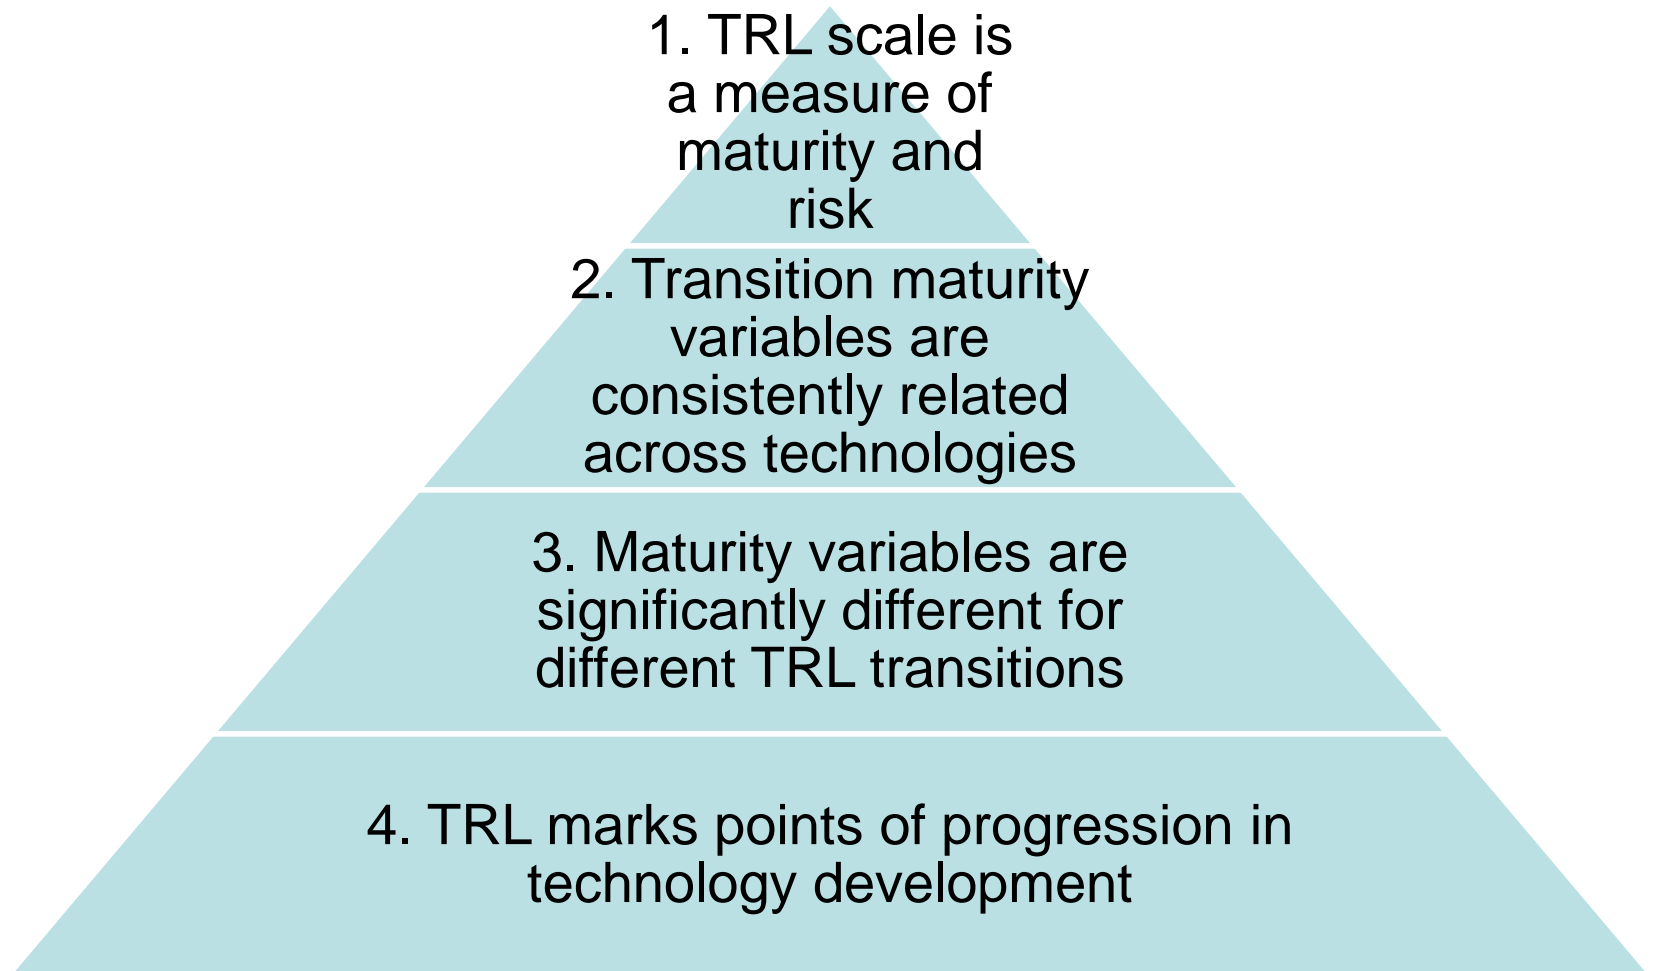 1. TRL scale is
a measure of
maturity and
risk
2. Transition maturity
variables are
consistently related
across technologies
3. Maturity variables are
significantly different for
different TRL transitions
4. TRL marks points of progression in
technology development